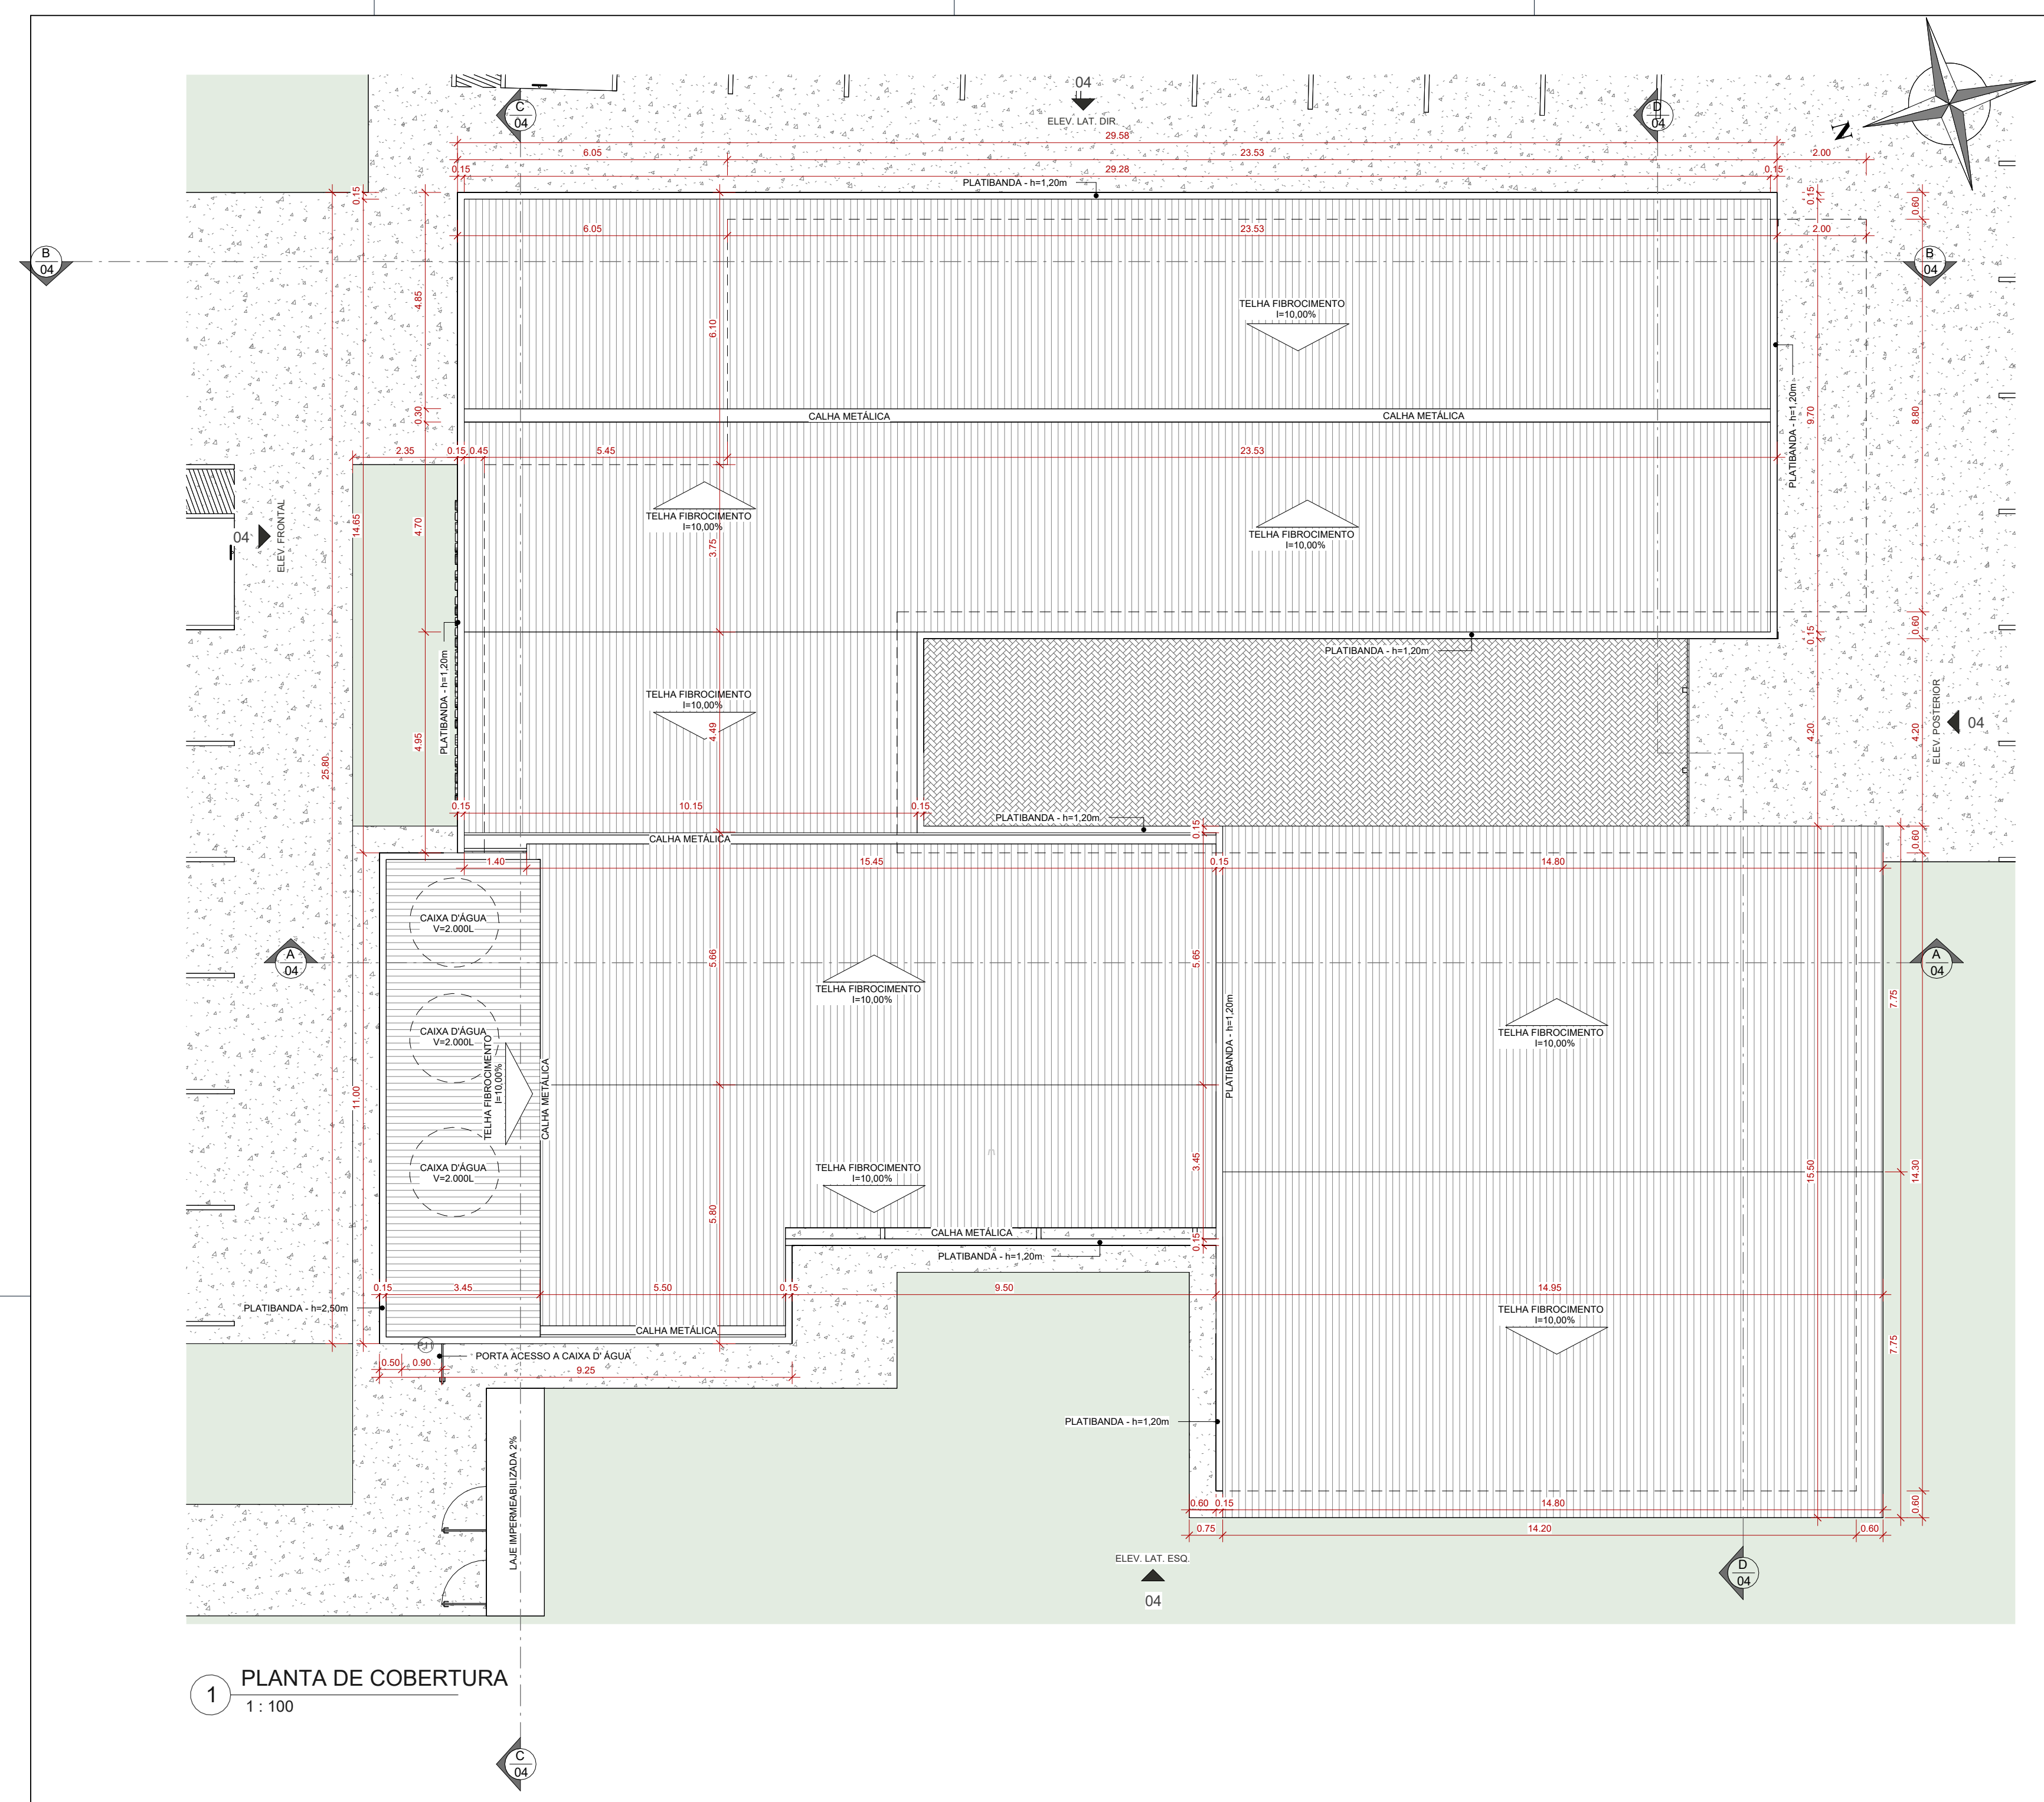 04
C
04
D
04
ELEV. LAT. DIR.
N
29.58
6.05
23.53
2.00
0.15
29.28
0.15
PLATIBANDA - h=1,20m
0.15
0.15
0.60
6.05
23.53
2.00
B
04
B
04
4.85
6.10
TELHA FIBROCIMENTO
I=10,00%
PLATIBANDA - h=1,20m
9.70
8.80
0.30
CALHA METÁLICA
CALHA METÁLICA
2.35
0.15
0.45
5.45
23.53
ELEV. FRONTAL
04
14.65
4.70
TELHA FIBROCIMENTO
I=10,00%
3.75
TELHA FIBROCIMENTO
I=10,00%
0.15
0.60
PLATIBANDA - h=1,20m
PLATIBANDA - h=1,20m
TELHA FIBROCIMENTO
I=10,00%
4.49
4.95
25.80
4.20
4.20
ELEV. POSTERIOR
04
0.15
10.15
0.15
PLATIBANDA - h=1,20m
0.15
0.60
CALHA METÁLICA
1.40
15.45
0.15
14.80
CAIXA D'ÁGUA
V=2.000L
A
04
5.66
5.65
A
04
TELHA FIBROCIMENTO
I=10,00%
PLATIBANDA - h=1,20m
7.75
CAIXA D'ÁGUA
V=2.000L
TELHA FIBROCIMENTO
I=10,00%
CALHA METÁLICA
TELHA FIBROCIMENTO
I=10,00%
11.00
CAIXA D'ÁGUA
V=2.000L
TELHA FIBROCIMENTO
I=10,00%
3.45
15.50
14.30
5.80
CALHA METÁLICA
PLATIBANDA - h=1,20m
0.15
0.15
3.45
5.50
0.15
9.50
14.95
PLATIBANDA - h=2,50m
CALHA METÁLICA
TELHA FIBROCIMENTO
I=10,00%
7.75
PORTA ACESSO A CAIXA D' ÁGUA
0.50
0.90
9.25
PLATIBANDA - h=1,20m
LAJE IMPERMEABILIZADA 2%
0.60
0.15
14.80
0.60
0.75
14.20
0.60
ELEV. LAT. ESQ.
04
D
04
1
PLANTA DE COBERTURA
1 : 100
C
04